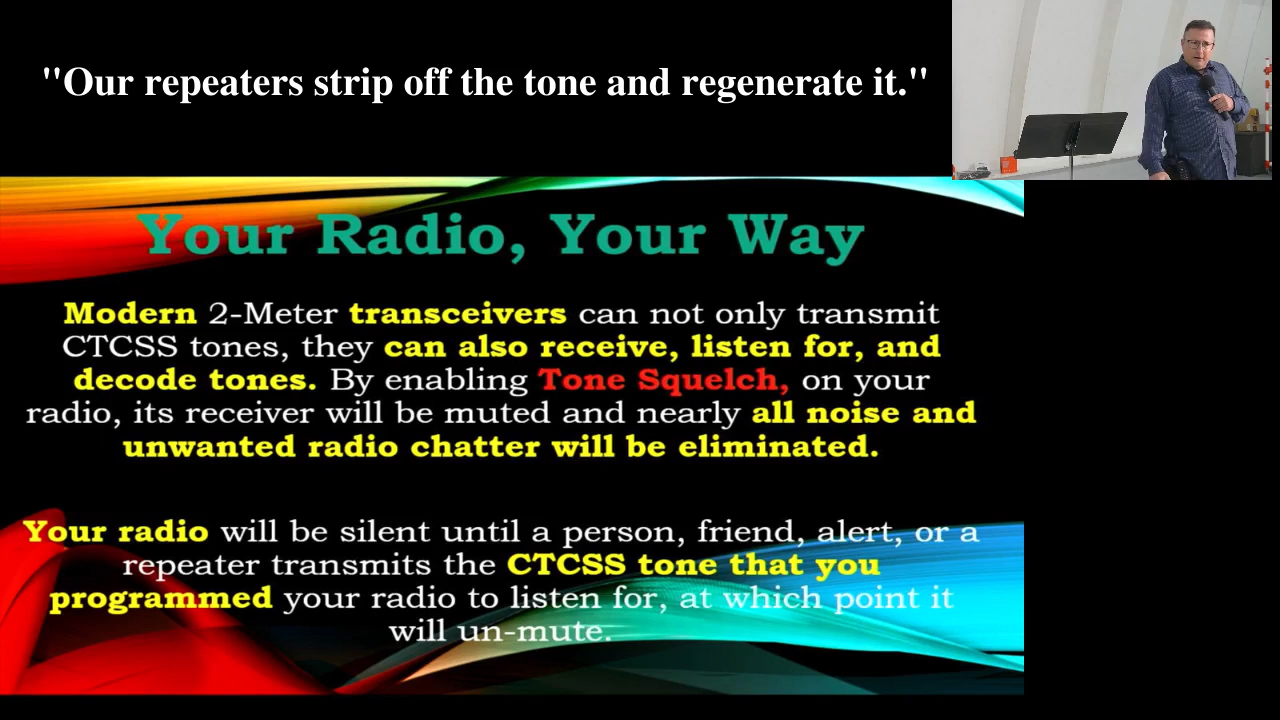 "Our repeaters strip off the tone and regenerate it."
Your Radio, Your Way
Modern 2-Meter transceivers can not only transmit
CTCSS tones, they can also receive, listen for, and
decode tones. By enabling Tone Squelch, on your
radio, its receiver will be muted and nearly all noise and
unwanted radio chatter will be eliminated.
Your radio will be silent until a person, friend, alert, or a
repeater transmits the CTCSS tone that you
programmed your radio to listen for, at which point it
will un-mute.